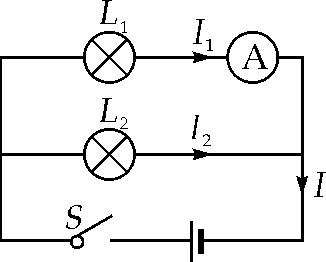 L₁ I₁ A
L₂ I₂
I
S